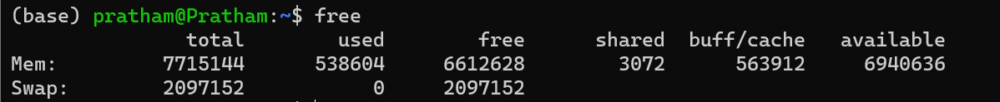 (base) pratham@Pratham:~$ free
              total        used        free      shared  buff/cache   available
Mem:        7715144      538604     6612628        3072      563912     6940636
Swap:       2097152           0     2097152